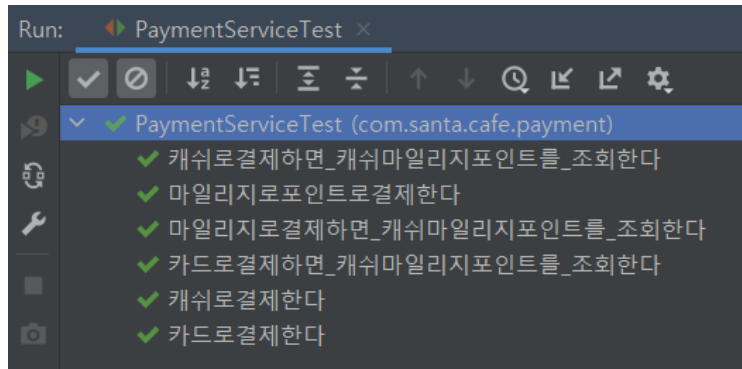 Run: PaymentServiceTest
PaymentServiceTest (com.santa.cafe.payment)
캐쉬로결제하면_캐쉬마일리지포인트를_조회한다
마일리지로포인트로결제한다
마일리지로결제하면_캐쉬마일리지포인트를_조회한다
카드로결제하면_캐쉬마일리지포인트를_조회한다
캐쉬로결제한다
카드로결제한다